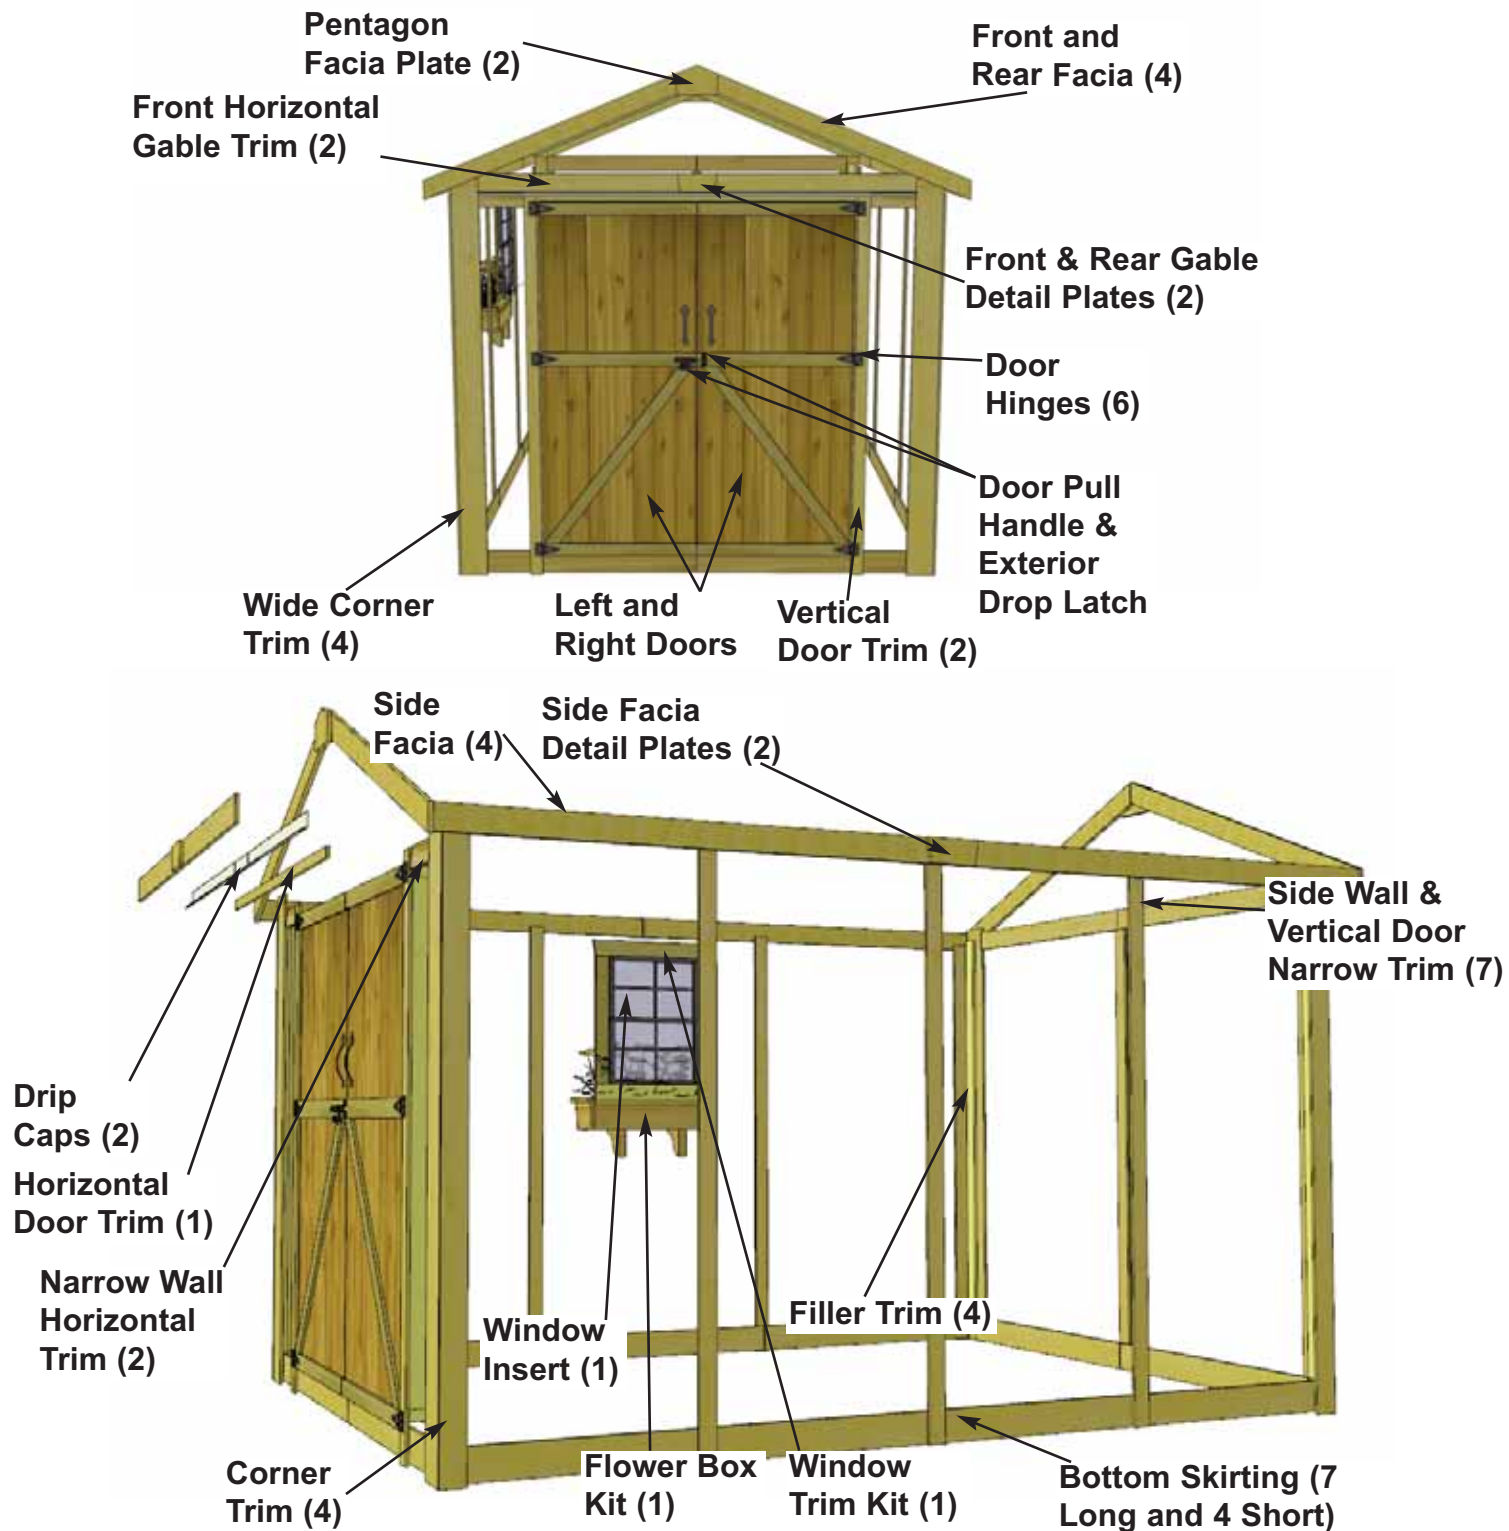 Pentagon
Facia Plate (2)
Front and
Rear Facia (4)
Front Horizontal
Gable Trim (2)
Front & Rear Gable
Detail Plates (2)
Door
Hinges (6)
Door Pull
Handle &
Exterior
Drop Latch
Wide Corner
Trim (4)
Left and
Right Doors
Vertical
Door Trim (2)
Side
Facia (4)
Side Facia
Detail Plates (2)
Side Wall &
Vertical Door
Narrow Trim (7)
Drip
Caps (2)
Horizontal
Door Trim (1)
Narrow Wall
Horizontal
Trim (2)
Window
Insert (1)
Filler Trim (4)
Corner
Trim (4)
Flower Box
Kit (1)
Window
Trim Kit (1)
Bottom Skirting (7
Long and 4 Short)